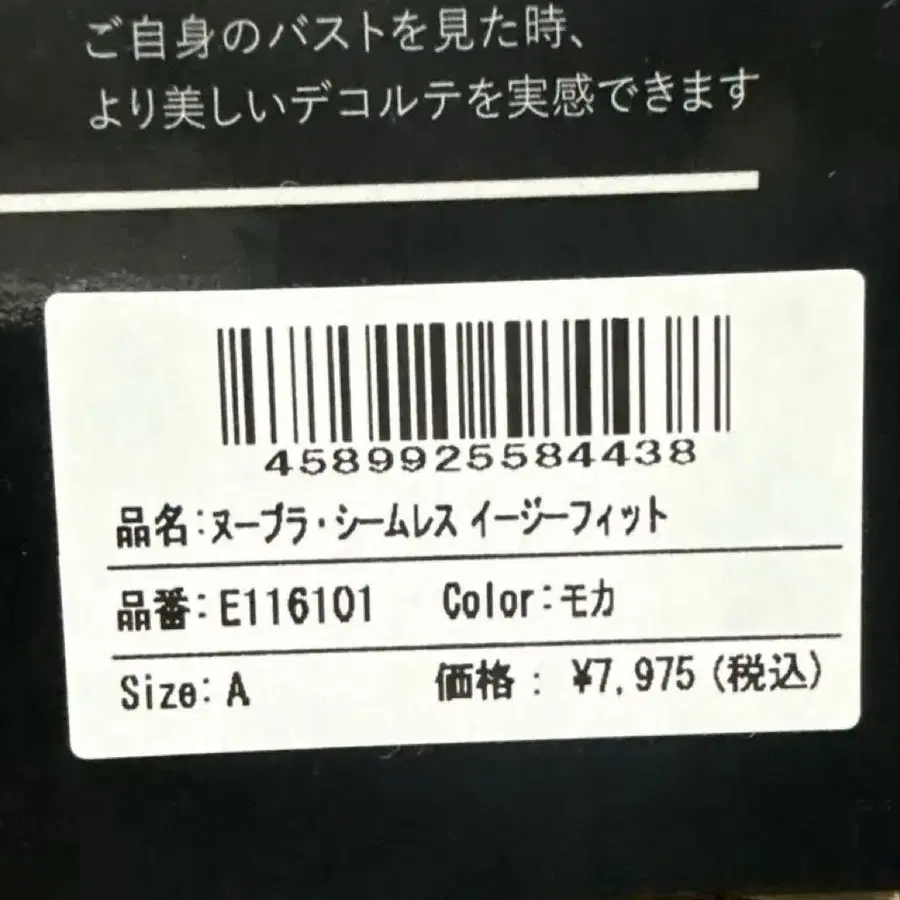 ご自身のバストを見た時、
より美しいデコルテを実感できます
4589925584438
品名:ヌーブラ・シームレス イージーフィット
品番:E116101 Color:モカ
Size:A 価格: ¥7,975(税込)